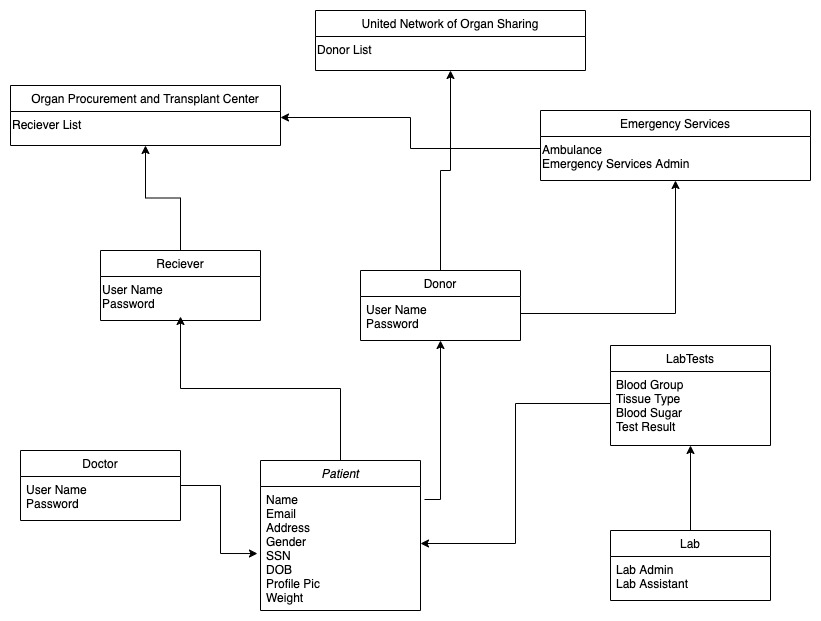 United Network of Organ Sharing
Donor List
Organ Procurement and Transplant Center
Reciever List
Emergency Services
Ambulance
Emergency Services Admin
Reciever
User Name
Password
Donor
User Name
Password
LabTests
Blood Group
Tissue Type
Blood Sugar
Test Result
Doctor
User Name
Password
Patient
Name
Email
Address
Gender
SSN
DOB
Profile Pic
Weight
Lab
Lab Admin
Lab Assistant